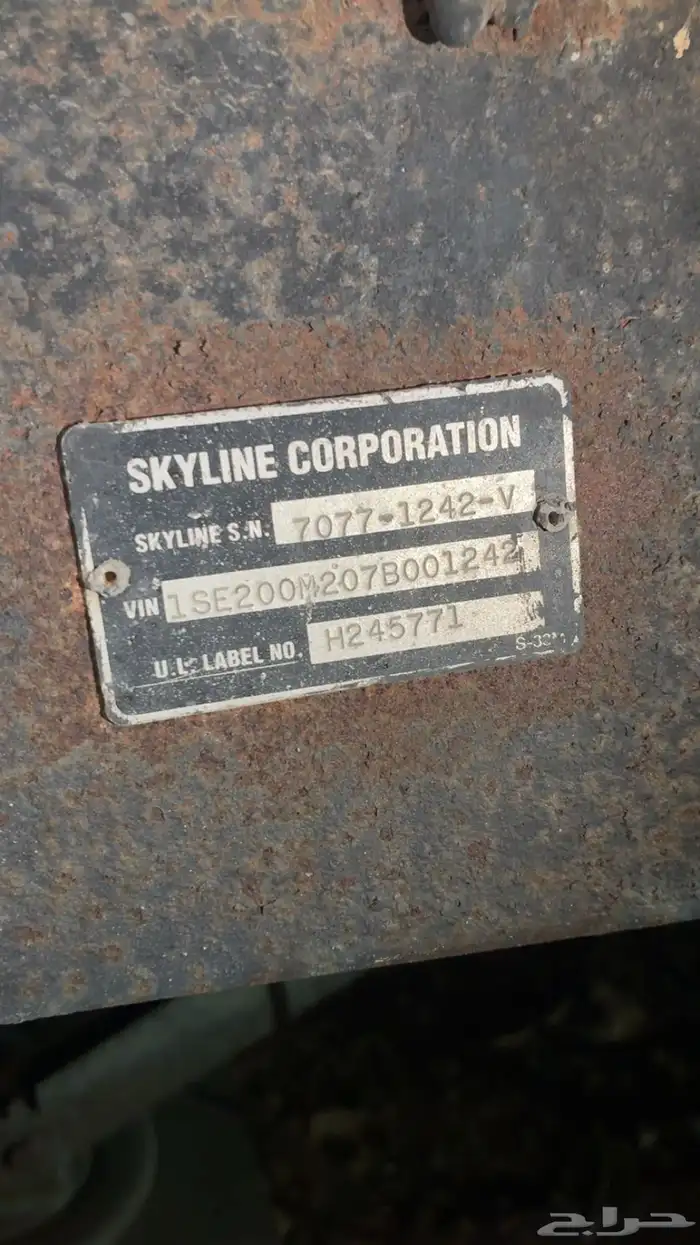 SKYLINE CORPORATION
SKYLINE S.N. 7077-1242-V
VIN 1SE200M207B001242
U.L. LABEL NO. H245771
حراج